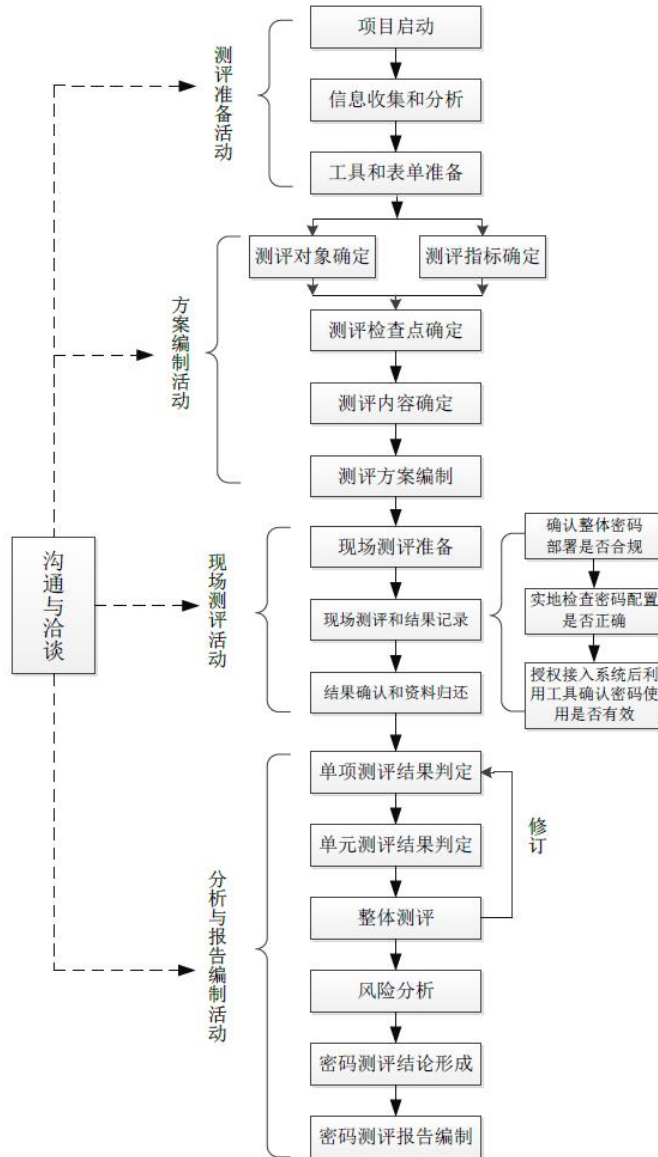 项目启动
测评准备活动
信息收集和分析
工具和表单准备
测评对象确定
测评指标确定
方案编制活动
测评检查点确定
测评内容确定
测评方案编制
沟通与洽谈
现场测评活动
现场测评准备
现场测评和结果记录
结果确认和资料归还
确认整体密码
部署是否合规
实地检查密码配置
是否正确
授权接入系统后利
用工具确认密码使
用是否有效
分析与报告编制活动
单项测评结果判定
修订
单元测评结果判定
整体测评
风险分析
密码测评结论形成
密码测评报告编制